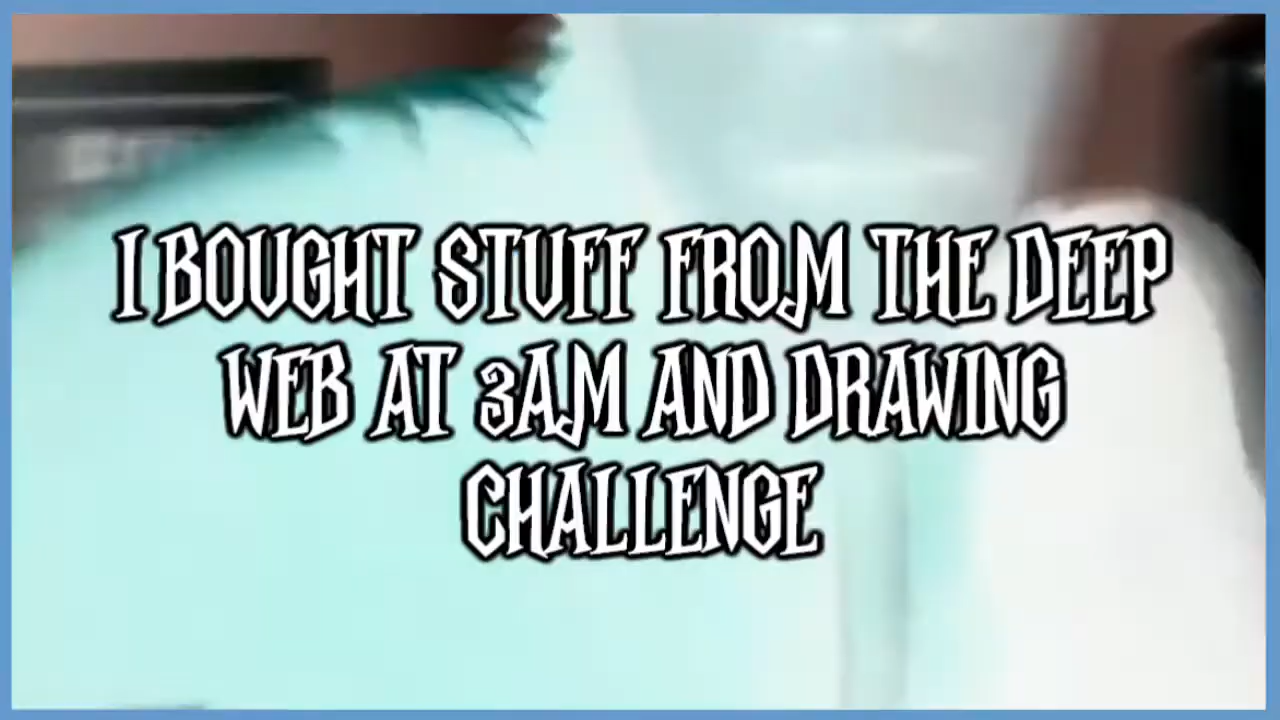 I BOUGHT STUFF FROM THE DEEP
WEB AT 3AM AND DRAWING
CHALLENGE